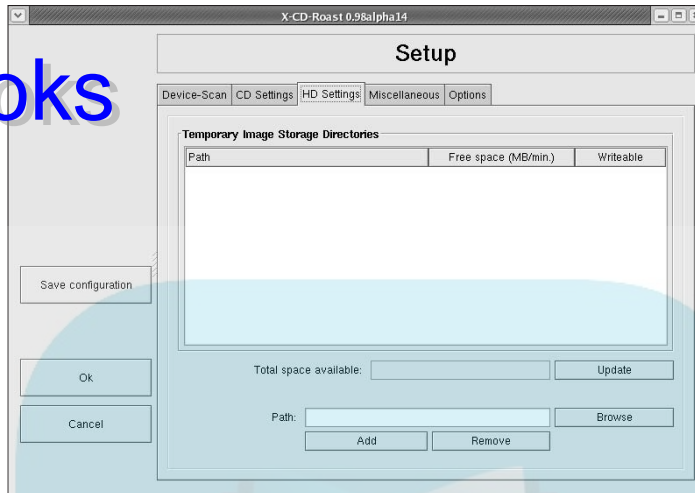 X-CD-Roast 0.98alpha14
Setup
oks
Device-Scan CD Settings HD Settings Miscellaneous Options
Temporary Image Storage Directories
Path Free space (MB/min.) Writeable
Save configuration
Total space available: Update
Ok
Path: Browse
Cancel
Add Remove